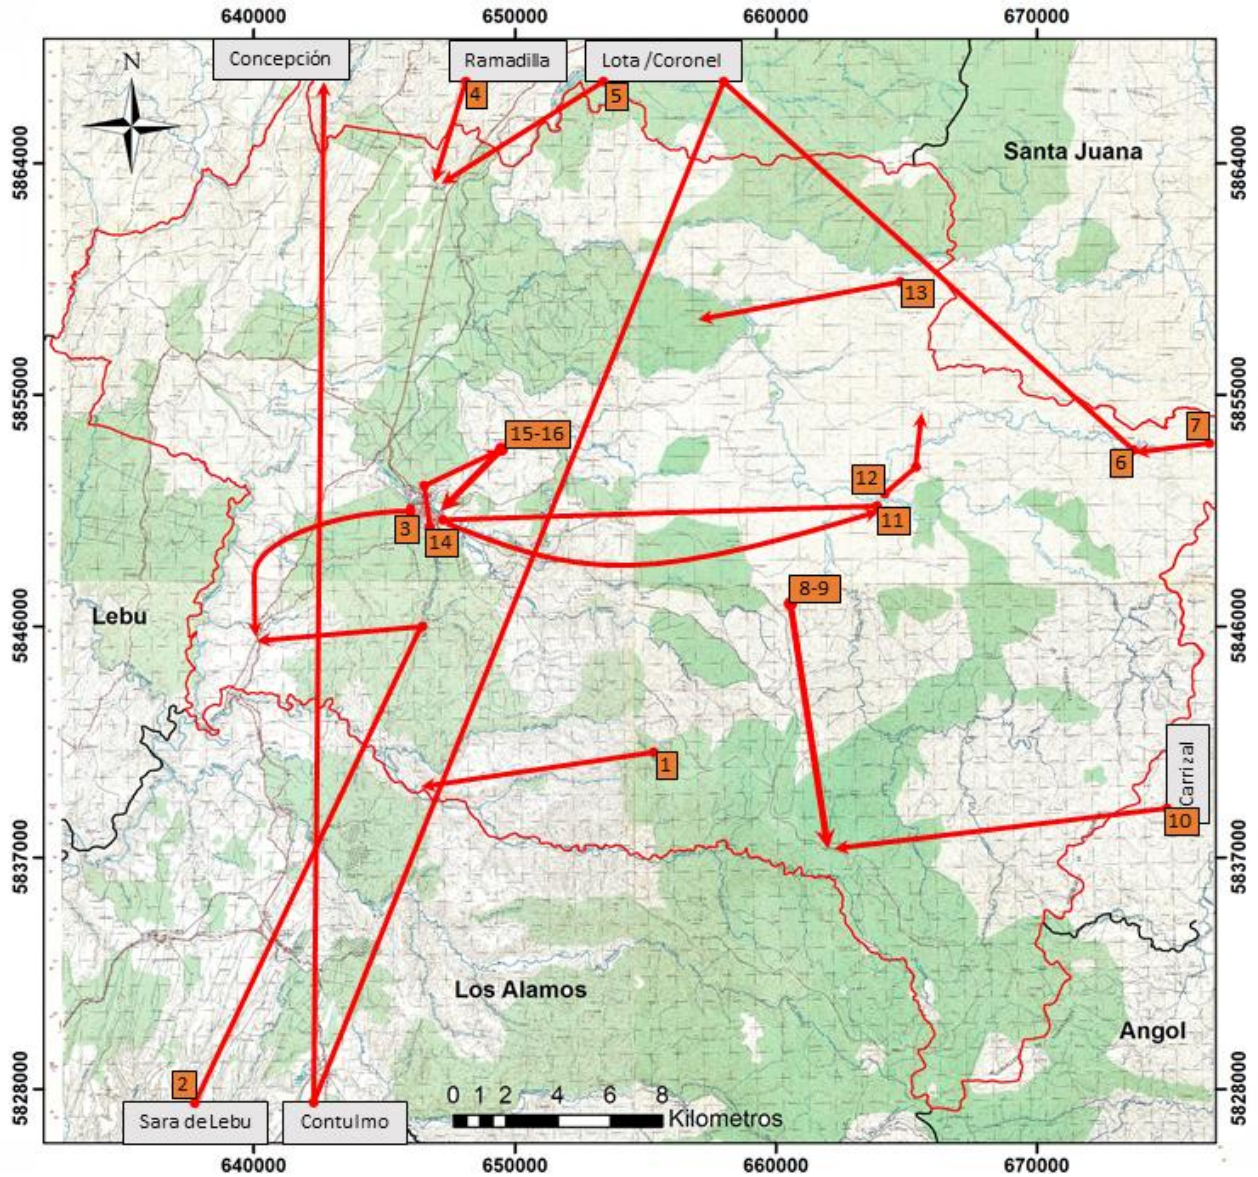 640000 650000 660000 670000
Concepción Ramadilla Lota /Coronel
N
4 5
5864000 Santa Juana 5864000
13
5855000 5855000
15-16 7
6
12
3 14 11
8-9
Lebu
5846000 5846000
1
Carrizal
10
5837000 5837000
Los Alamos
Angol
2
5828000 0 1 2 4 6 8 5828000
Kilometros
Sara de Lebu Contulmo
640000 650000 660000 670000